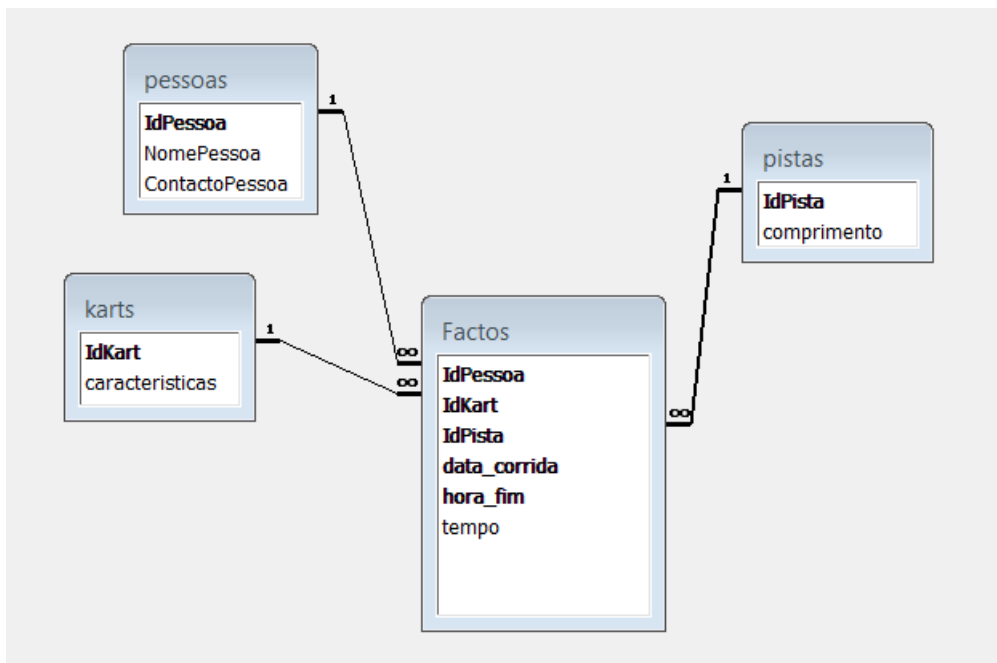 pessoas
IdPessoa
NomePessoa
ContactoPessoa
1
pistas
IdPista
comprimento
1
karts
IdKart
caracteristicas
1
Factos
IdPessoa
IdKart
IdPista
data_corrida
hora_fim
tempo
∞
∞
∞